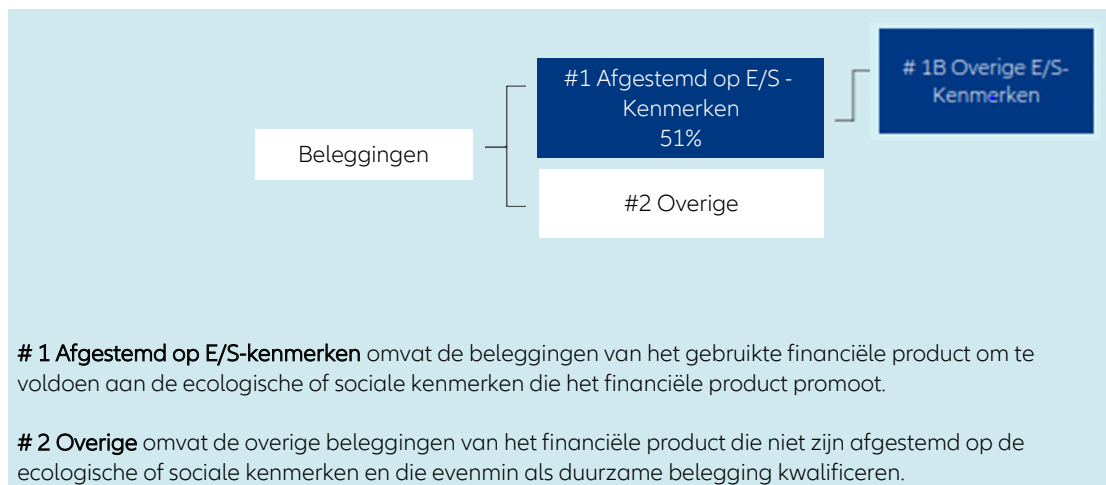 Beleggingen
#1 Afgestemd op E/S -
Kenmerken
51%
# 1B Overige E/S-
Kenmerken
#2 Overige
# 1 Afgestemd op E/S-kenmerken omvat de beleggingen van het gebruikte financiële product om te
voldoen aan de ecologische of sociale kenmerken die het financiële product promoot.
# 2 Overige omvat de overige beleggingen van het financiële product die niet zijn afgestemd op de
ecologische of sociale kenmerken en die evenmin als duurzame belegging kwalificeren.